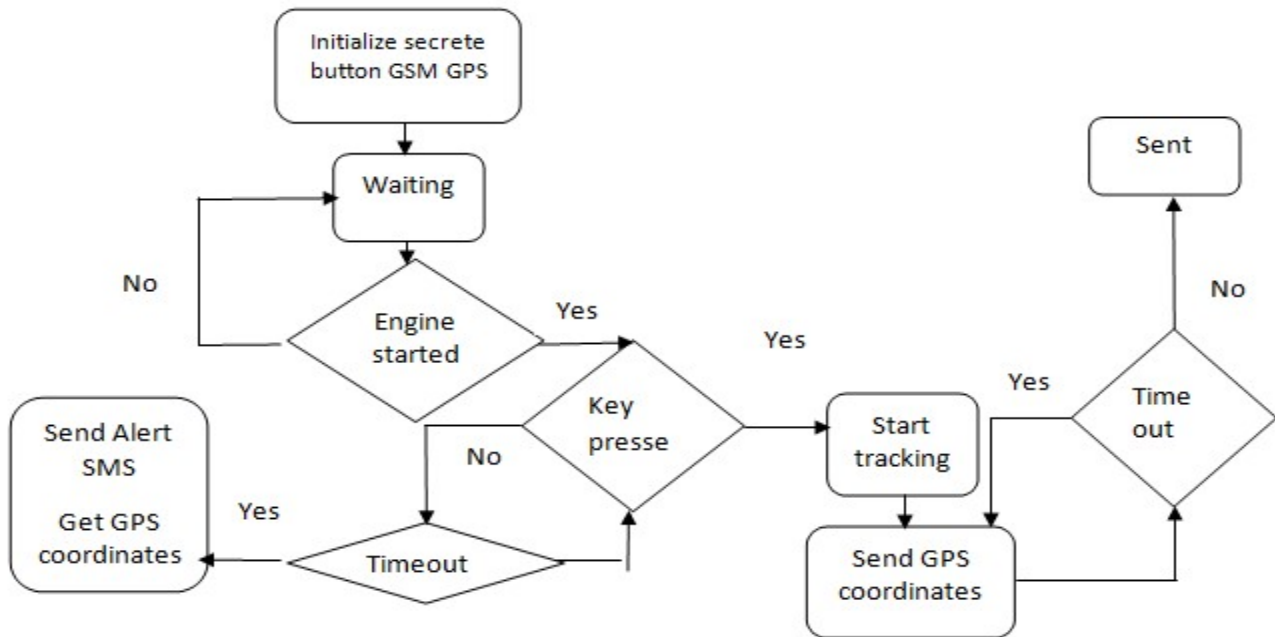 Initialize secrete
button GSM GPS
Waiting
No
Engine
started
Yes
Key
presse
No
Timeout
Yes
Send Alert
SMS
Get GPS
coordinates
Yes
Start
tracking
Send GPS
coordinates
Time
out
Yes
No
Sent